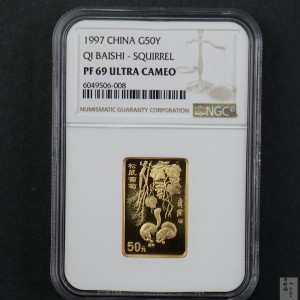 1997 CHINA G50Y
QI BAISHI - SQUIRREL
PF 69 ULTRA CAMEO
6049506-008
NUMISMATIC GUARANTY CORPORATION
NGC
松鼠葡萄
50元